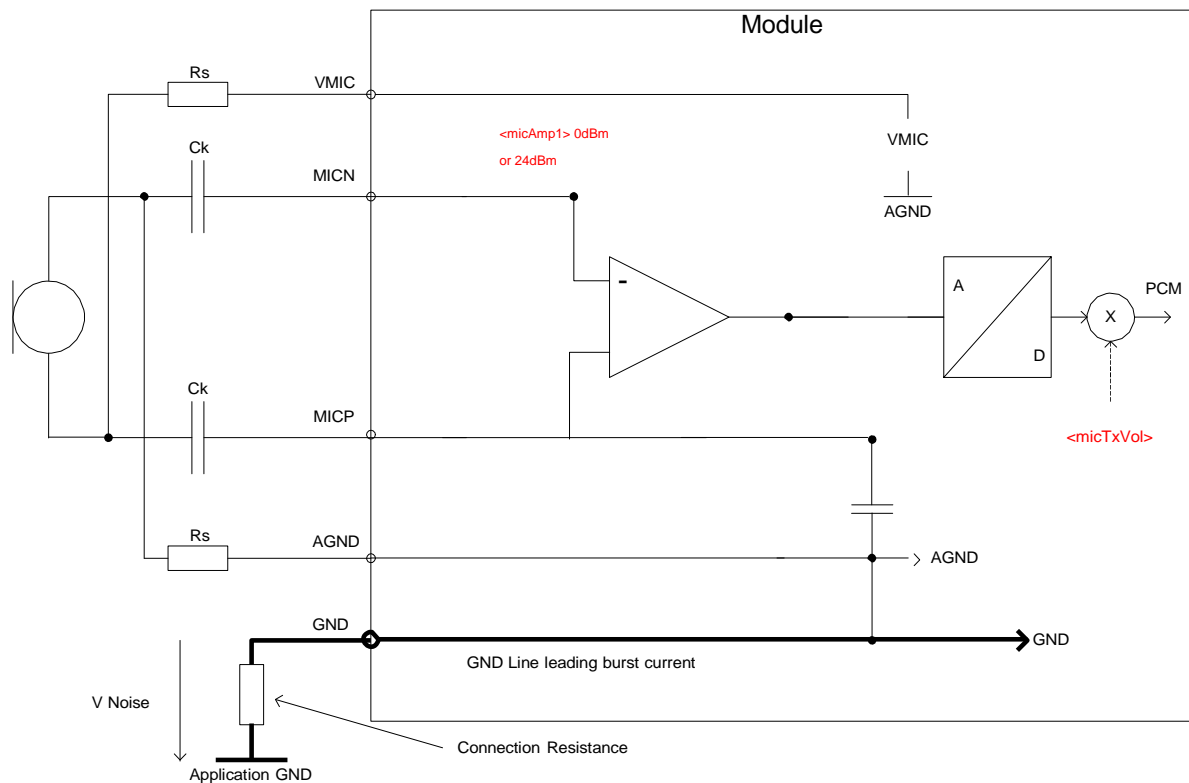 Module
Rs
VMIC
<micAmp1> 0dBm
or 24dBm
VMIC
Ck
MICN
AGND
-
A
D
X
PCM
Ck
MICP
<micTxVol>
Rs
AGND
AGND
GND
GND
GND Line leading burst current
V Noise
Connection Resistance
Application GND